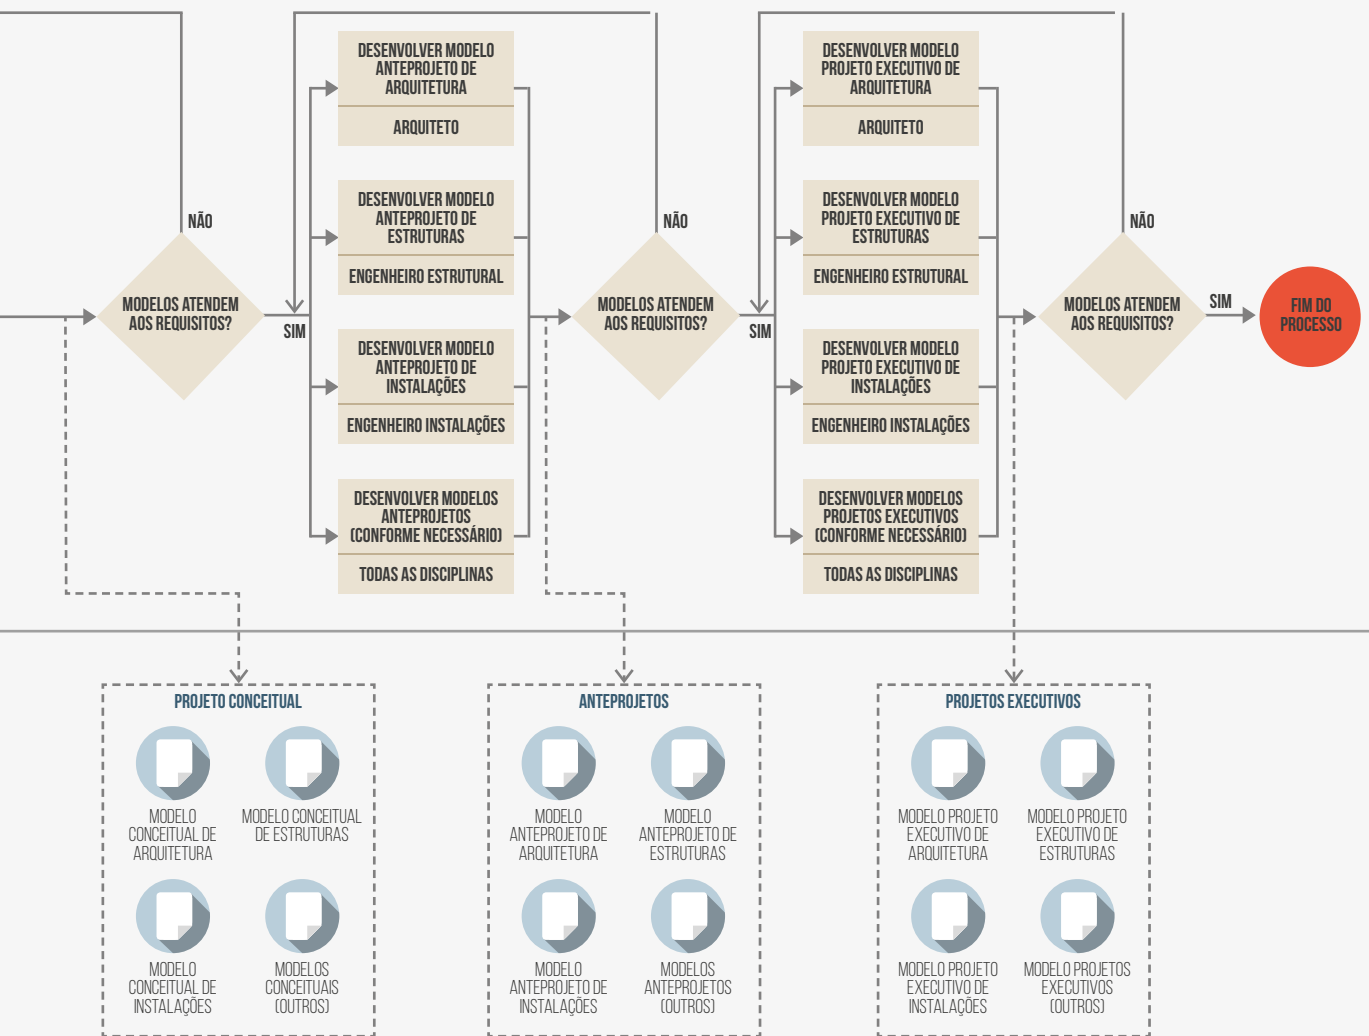 NÃO
MODELOS ATENDEM
AOS REQUISITOS?
SIM
DESENVOLVER MODELO
ANTEPROJETO DE
ARQUITETURA
ARQUITETO
DESENVOLVER MODELO
ANTEPROJETO DE
ESTRUTURAS
ENGENHEIRO ESTRUTURAL
DESENVOLVER MODELO
ANTEPROJETO DE
INSTALAÇÕES
ENGENHEIRO INSTALAÇÕES
DESENVOLVER MODELOS
ANTEPROJETOS
(CONFORME NECESSÁRIO)
TODAS AS DISCIPLINAS
NÃO
MODELOS ATENDEM
AOS REQUISITOS?
SIM
DESENVOLVER MODELO
PROJETO EXECUTIVO DE
ARQUITETURA
ARQUITETO
DESENVOLVER MODELO
PROJETO EXECUTIVO DE
ESTRUTURAS
ENGENHEIRO ESTRUTURAL
DESENVOLVER MODELO
PROJETO EXECUTIVO DE
INSTALAÇÕES
ENGENHEIRO INSTALAÇÕES
DESENVOLVER MODELOS
PROJETOS EXECUTIVOS
(CONFORME NECESSÁRIO)
TODAS AS DISCIPLINAS
NÃO
MODELOS ATENDEM
AOS REQUISITOS?
SIM
FIM DO
PROCESSO
PROJETO CONCEITUAL
MODELO
CONCEITUAL DE
ARQUITETURA
MODELO CONCEITUAL
DE ESTRUTURAS
MODELO
CONCEITUAL DE
INSTALAÇÕES
MODELOS
CONCEITUAIS
(OUTROS)
ANTEPROJETOS
MODELO
ANTEPROJETO DE
ARQUITETURA
MODELO
ANTEPROJETO DE
ESTRUTURAS
MODELO
ANTEPROJETO DE
INSTALAÇÕES
MODELOS
ANTEPROJETOS
(OUTROS)
PROJETOS EXECUTIVOS
MODELO PROJETO
EXECUTIVO DE
ARQUITETURA
MODELO PROJETO
EXECUTIVO DE
ESTRUTURAS
MODELO PROJETO
EXECUTIVO DE
INSTALAÇÕES
MODELO PROJETOS
EXECUTIVOS
(OUTROS)